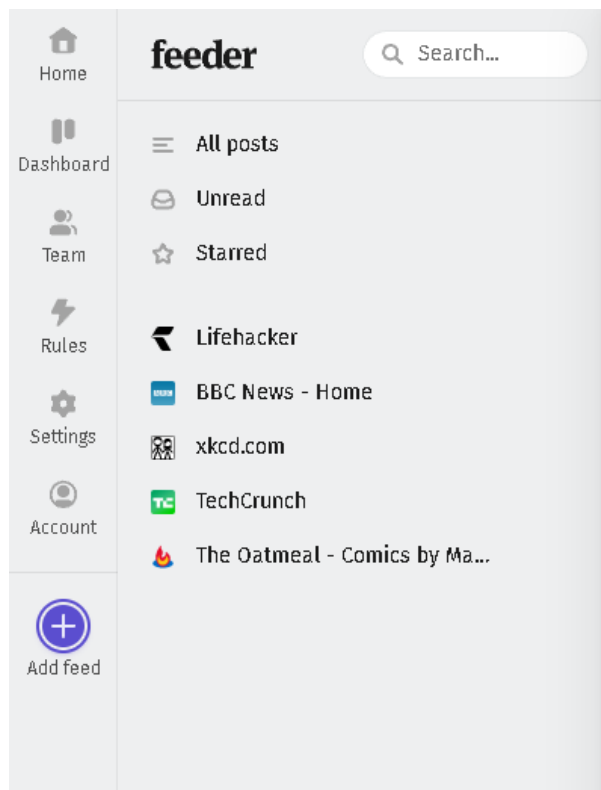 Home
Dashboard
Team
Rules
Settings
Account
Add feed
feeder
Search...
All posts
Unread
Starred
Lifehacker
BBC News - Home
xkcd.com
TC TechCrunch
The Oatmeal - Comics by Ma...